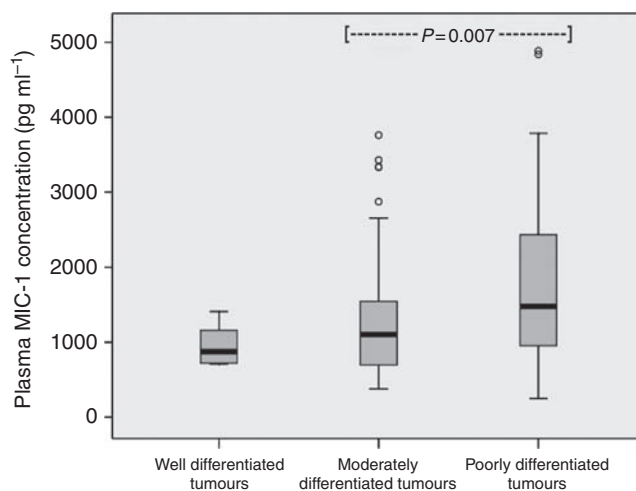 P=0.007
Plasma MIC-1 concentration (pg ml⁻¹)
5000
4000
3000
2000
1000
0
Well differentiated
tumours
Moderately
differentiated tumours
Poorly differentiated
tumours